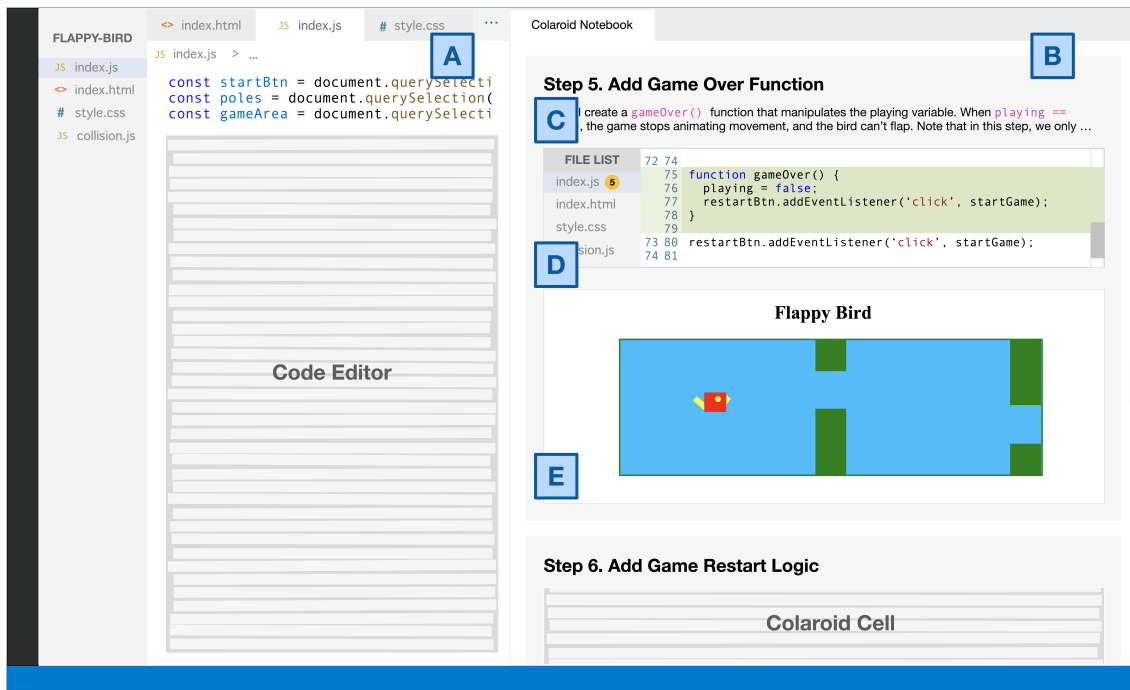 FLAPPY-BIRD
JS index.js
<> index.html
# style.css
JS collision.js
<> index.html
JS index.js
# style.css
...
JS index.js > ...
A
const startBtn = document.querySelecti
const poles = document.querySelection(
const gameArea = document.querySelecti
Code Editor
Colaroid Notebook
B
Step 5. Add Game Over Function
C
create a gameOver() function that manipulates the playing variable. When playing ==
, the game stops animating movement, and the bird can't flap. Note that in this step, we only ...
FILE LIST
index.js 5
index.html
style.css
sion.js
D
72 74
75 function gameOver() {
76 playing = false;
77 restartBtn.addEventListener(‘click’, startGame);
78 }
79
73 80 restartBtn.addEventListener(‘click’, startGame);
74 81
Flappy Bird
E
Step 6. Add Game Restart Logic
Colaroid Cell